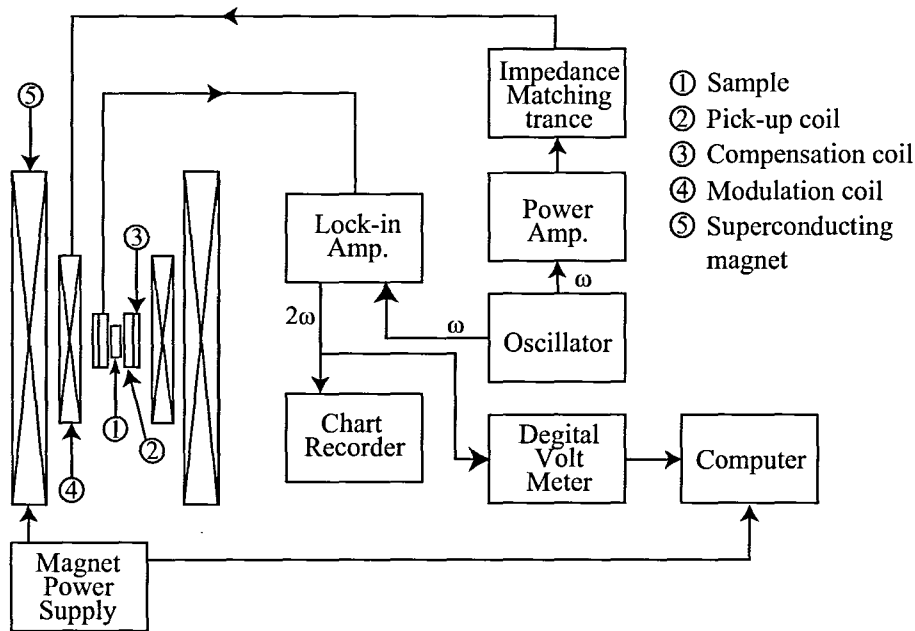 Impedance
Matching
trance
① Sample
② Pick-up coil
③ Compensation coil
④ Modulation coil
⑤ Superconducting
magnet
⑤
Lock-in
Amp.
Power
Amp.
③
ω
2ω
ω
Oscillator
①
②
④
Chart
Recorder
Degital
Volt
Meter
Computer
Magnet
Power
Supply